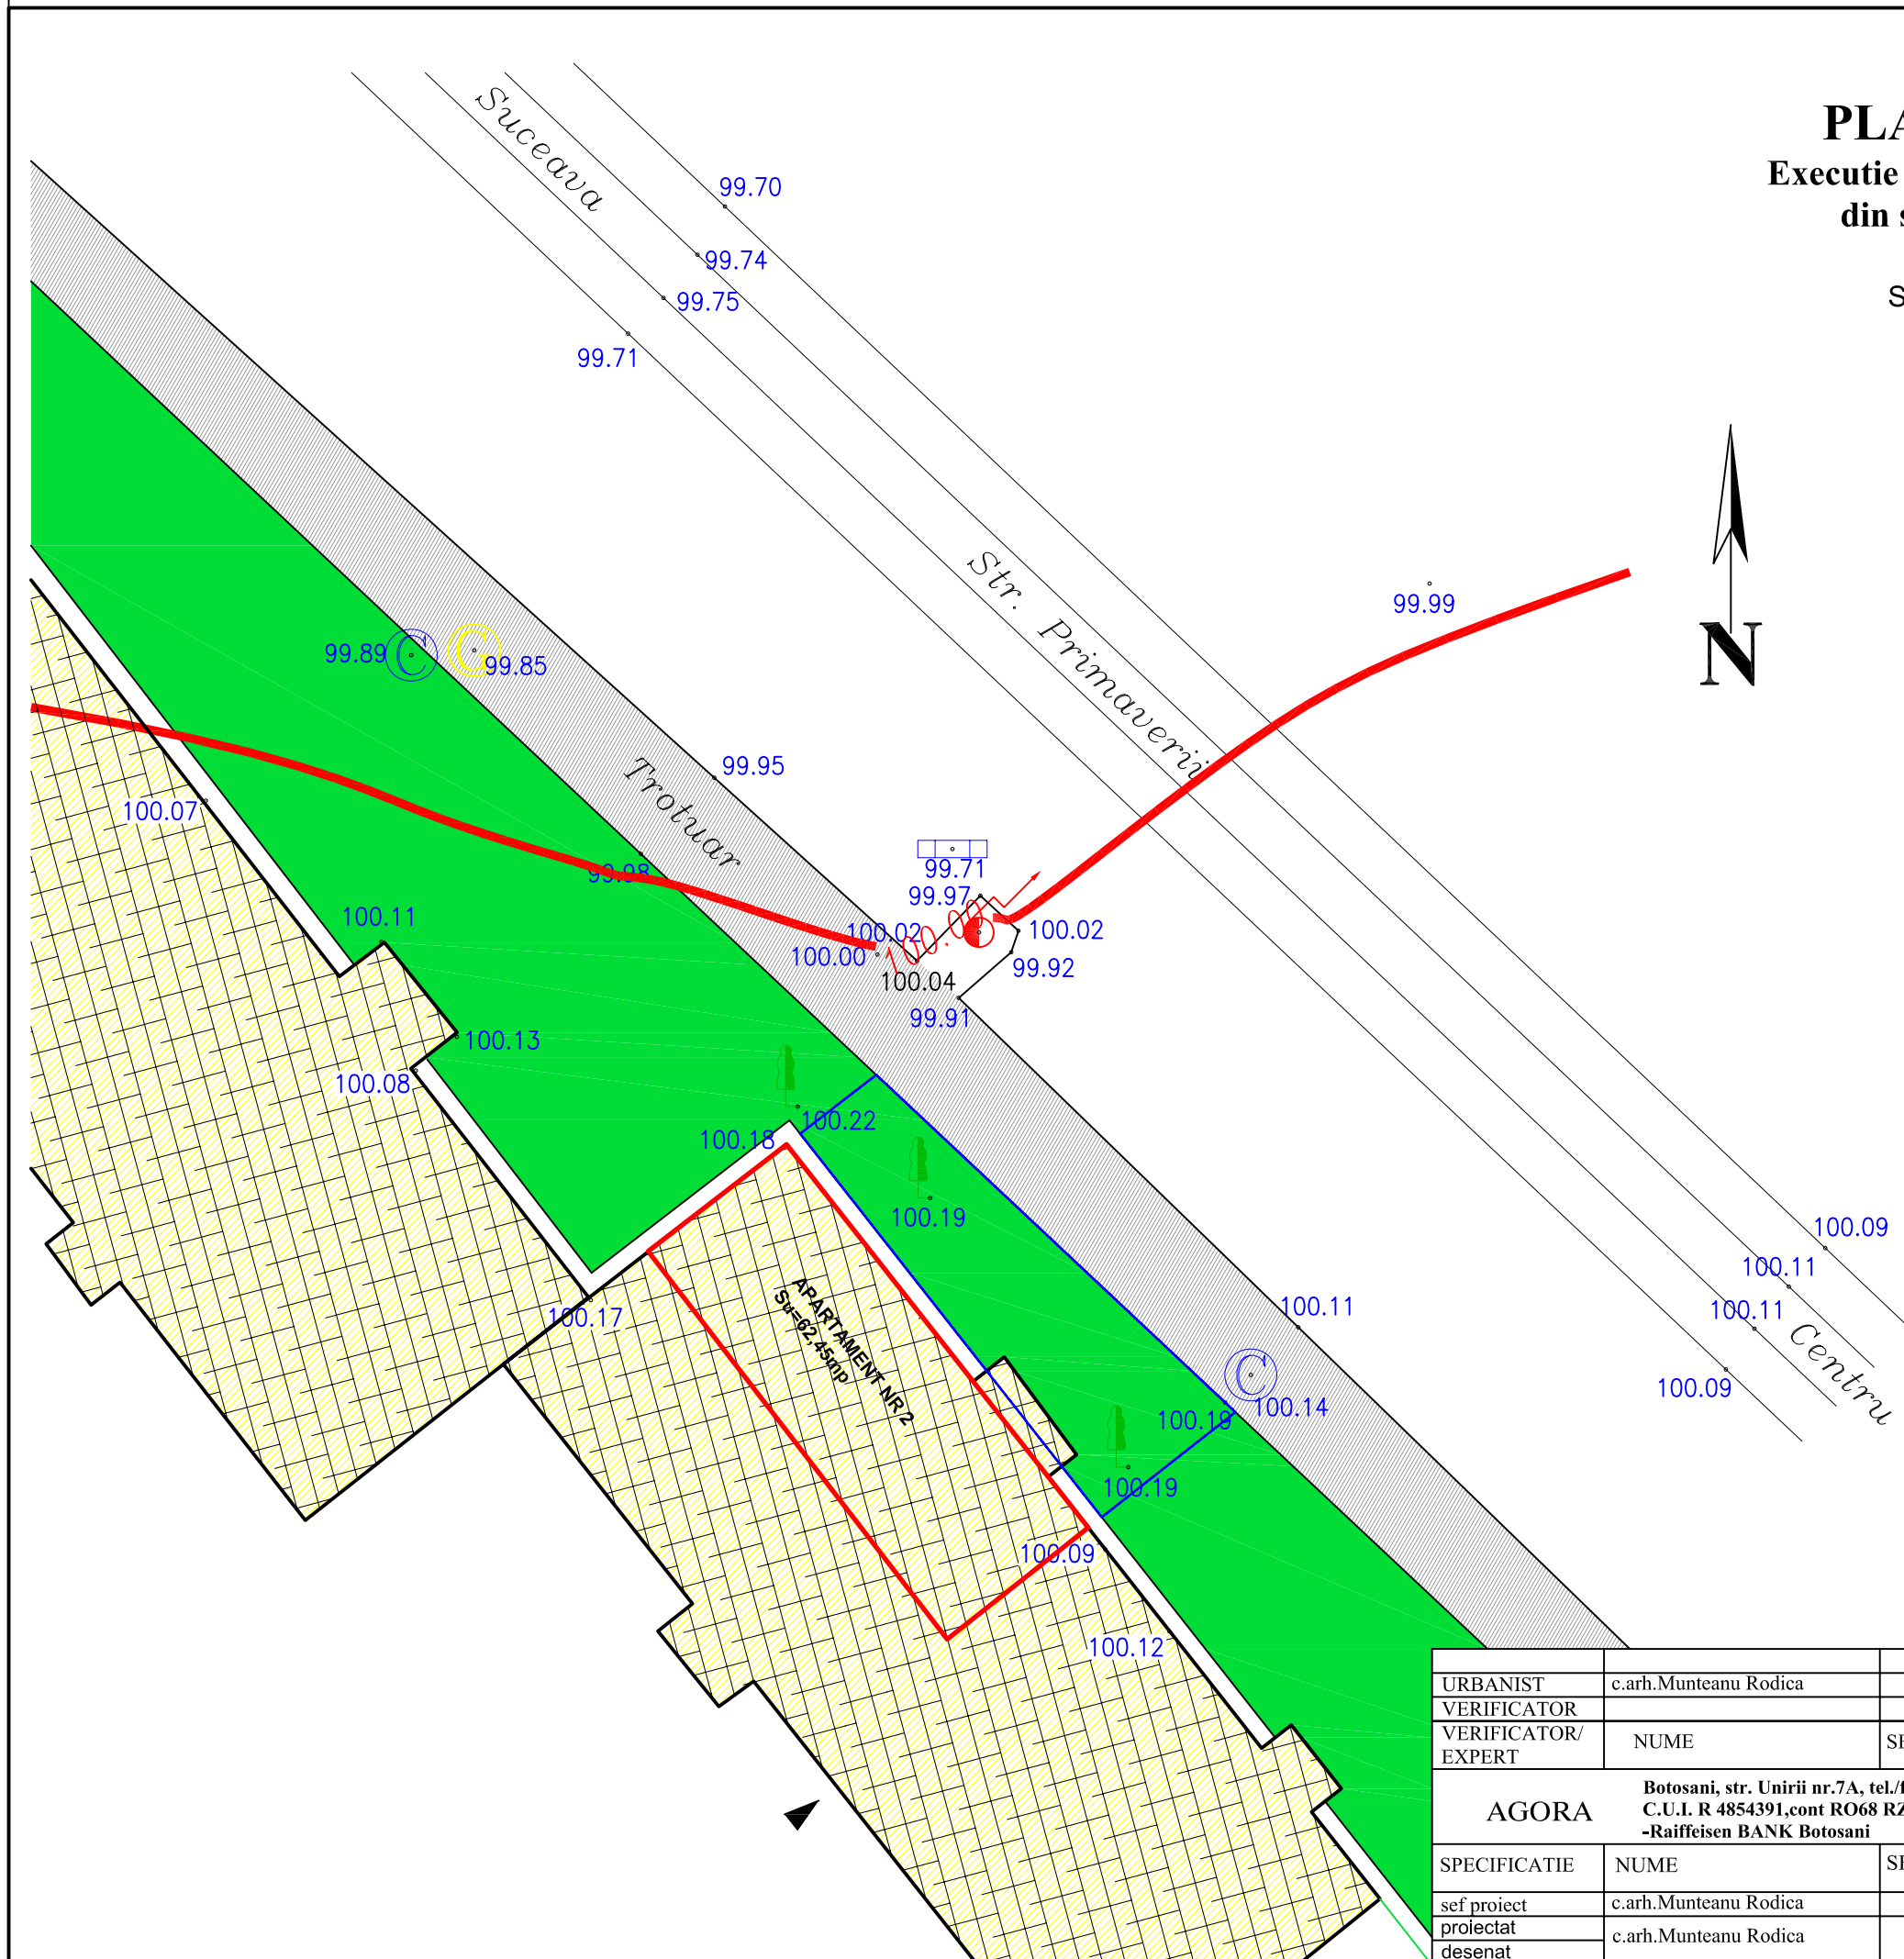 PLA
Executie
din s
S
Suceava
99.70
99.74
99.75
99.71
Str. Primaverii
99.99
N
99.89
C
G
99.85
Trotuar
99.95
100.07
99.98
99.71
99.97
100.00
100.11
100.02
100.00
100.02
100.04
99.92
99.91
100.13
100.08
100.22
100.18
100.19
100.17
APARTAMENT NR 2
Su=62,45mp
100.09
100.11
100.11
100.11
Centru
100.09
C
100.19
100.14
100.19
100.09
100.12
URBANIST c.arh.Munteanu Rodica
VERIFICATOR
VERIFICATOR/
EXPERT
NUME
AGORA
Botosani, str. Unirii nr.7A, tel./f
C.U.I. R 4854391,cont RO68 RZ
-Raiffeisen BANK Botosani
SPECIFICATIE NUME
sef proiect c.arh.Munteanu Rodica
proiectat
c.arh.Munteanu Rodica
desenat